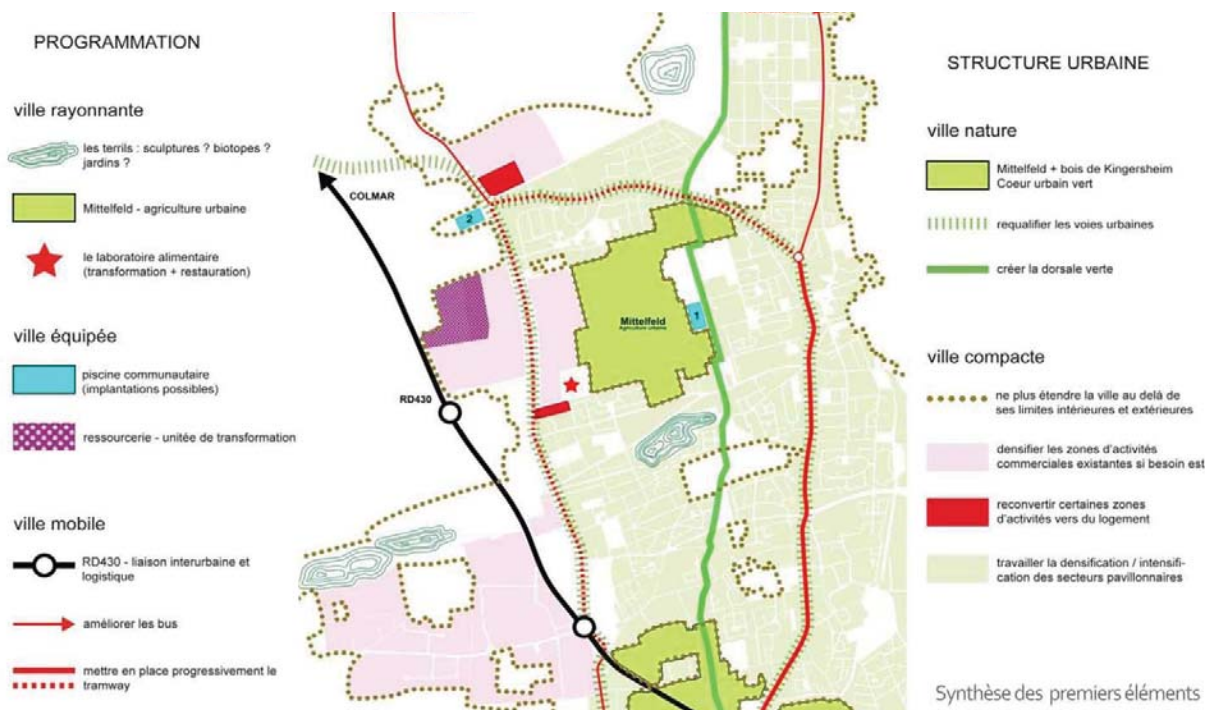 PROGRAMMATION
ville rayonnante
les terrils : sculptures ? biotopes ?
jardins ?
Mittelfeld - agriculture urbaine
le laboratoire alimentaire
(transformation + restauration)
ville équipée
piscine communautaire
(implantations possibles)
ressourcerie - unitée de transformation
ville mobile
RD430 - liaison interurbaine et
logistique
améliorer les bus
mettre en place progressivement le
tramway
COLMAR
2
Mittelfeld
Agriculture urbaine
1
RD430
STRUCTURE URBAINE
ville nature
Mittelfeld + bois de Kingersheim
Coeur urbain vert
requalifier les voies urbaines
créer la dorsale verte
ville compacte
ne plus étendre la ville au delà de
ses limites intérieures et extérieures
densifier les zones d'activités
commerciales existantes si besoin est
reconvertir certaines zones
d'activités vers du logement
travailler la densification / intensifi-
cation des secteurs pavillonnaires
Synthèse des premiers éléments